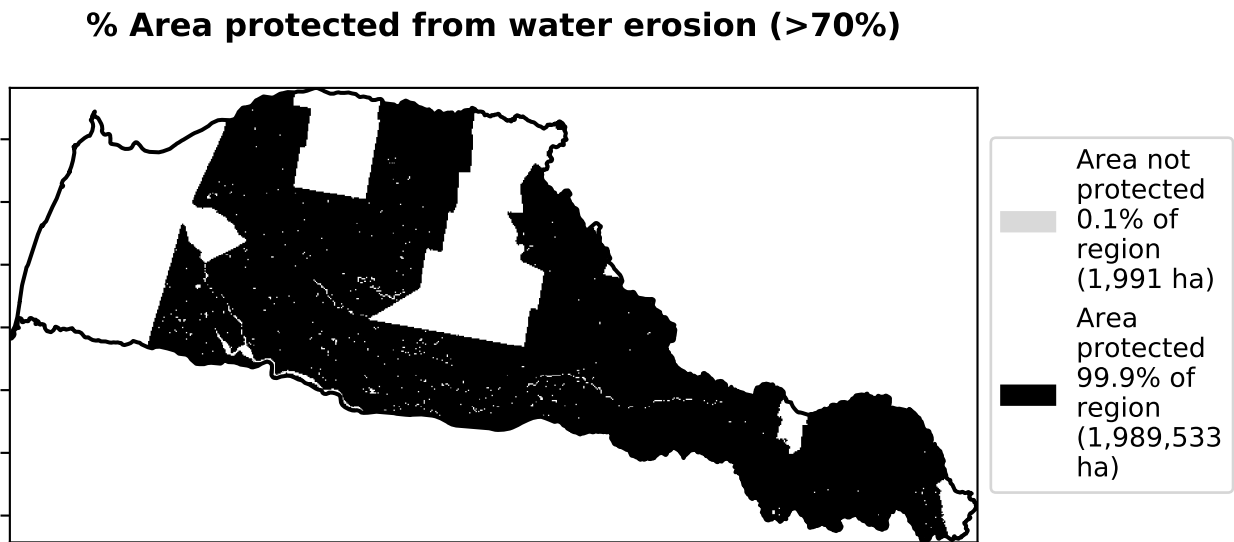 % Area protected from water erosion (>70%)
Area not
protected
0.1% of
region
(1,991 ha)
Area
protected
99.9% of
region
(1,989,533
ha)